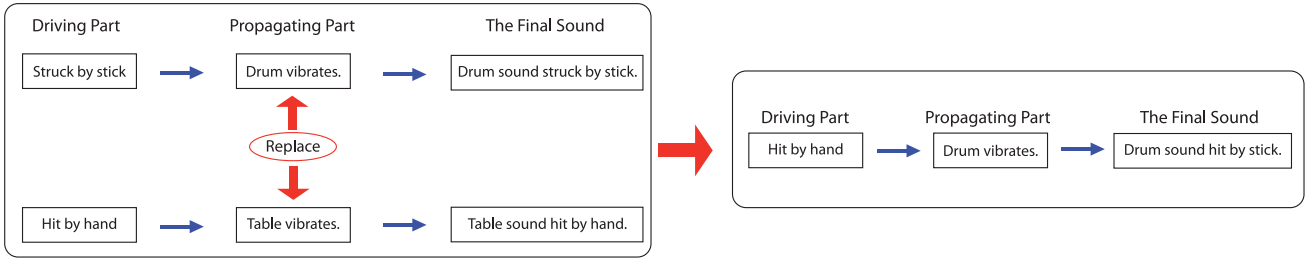 Driving Part
Propagating Part
The Final Sound
Struck by stick
Drum vibrates.
Drum sound struck by stick.
Replace
Hit by hand
Table vibrates.
Table sound hit by hand.
Driving Part
Propagating Part
The Final Sound
Hit by hand
Drum vibrates.
Drum sound hit by stick.